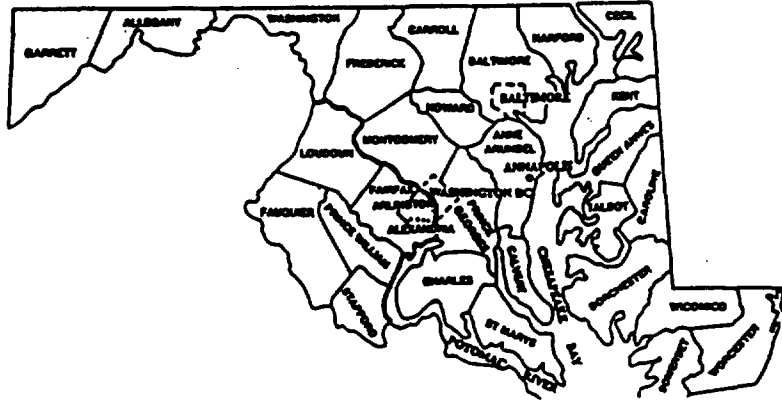 GARRETT
ALLEGANY
WASHINGTON
FREDERICK
CARROLL
BALTIMORE
HARFORD
CECIL
BALTIMORE
KENT
HOWARD
MONTGOMERY
ANNE
ARUNDEL
ANNAPOLIS
QUEEN ANNE'S
LOUDOUN
FAIRFAX
WASHINGTON DC
ARLINGTON
ALEXANDRIA
PRINCE
GEORGE'S
TALBOT
CAROLINE
FAUQUIER
PRINCE WILLIAM
STAFFORD
CHARLES
CALVERT
CHESAPEAKE
BAY
DORCHESTER
WICOMICO
ST MARYS
POTOMAC
RIVER
SOMERSET
WORCESTER